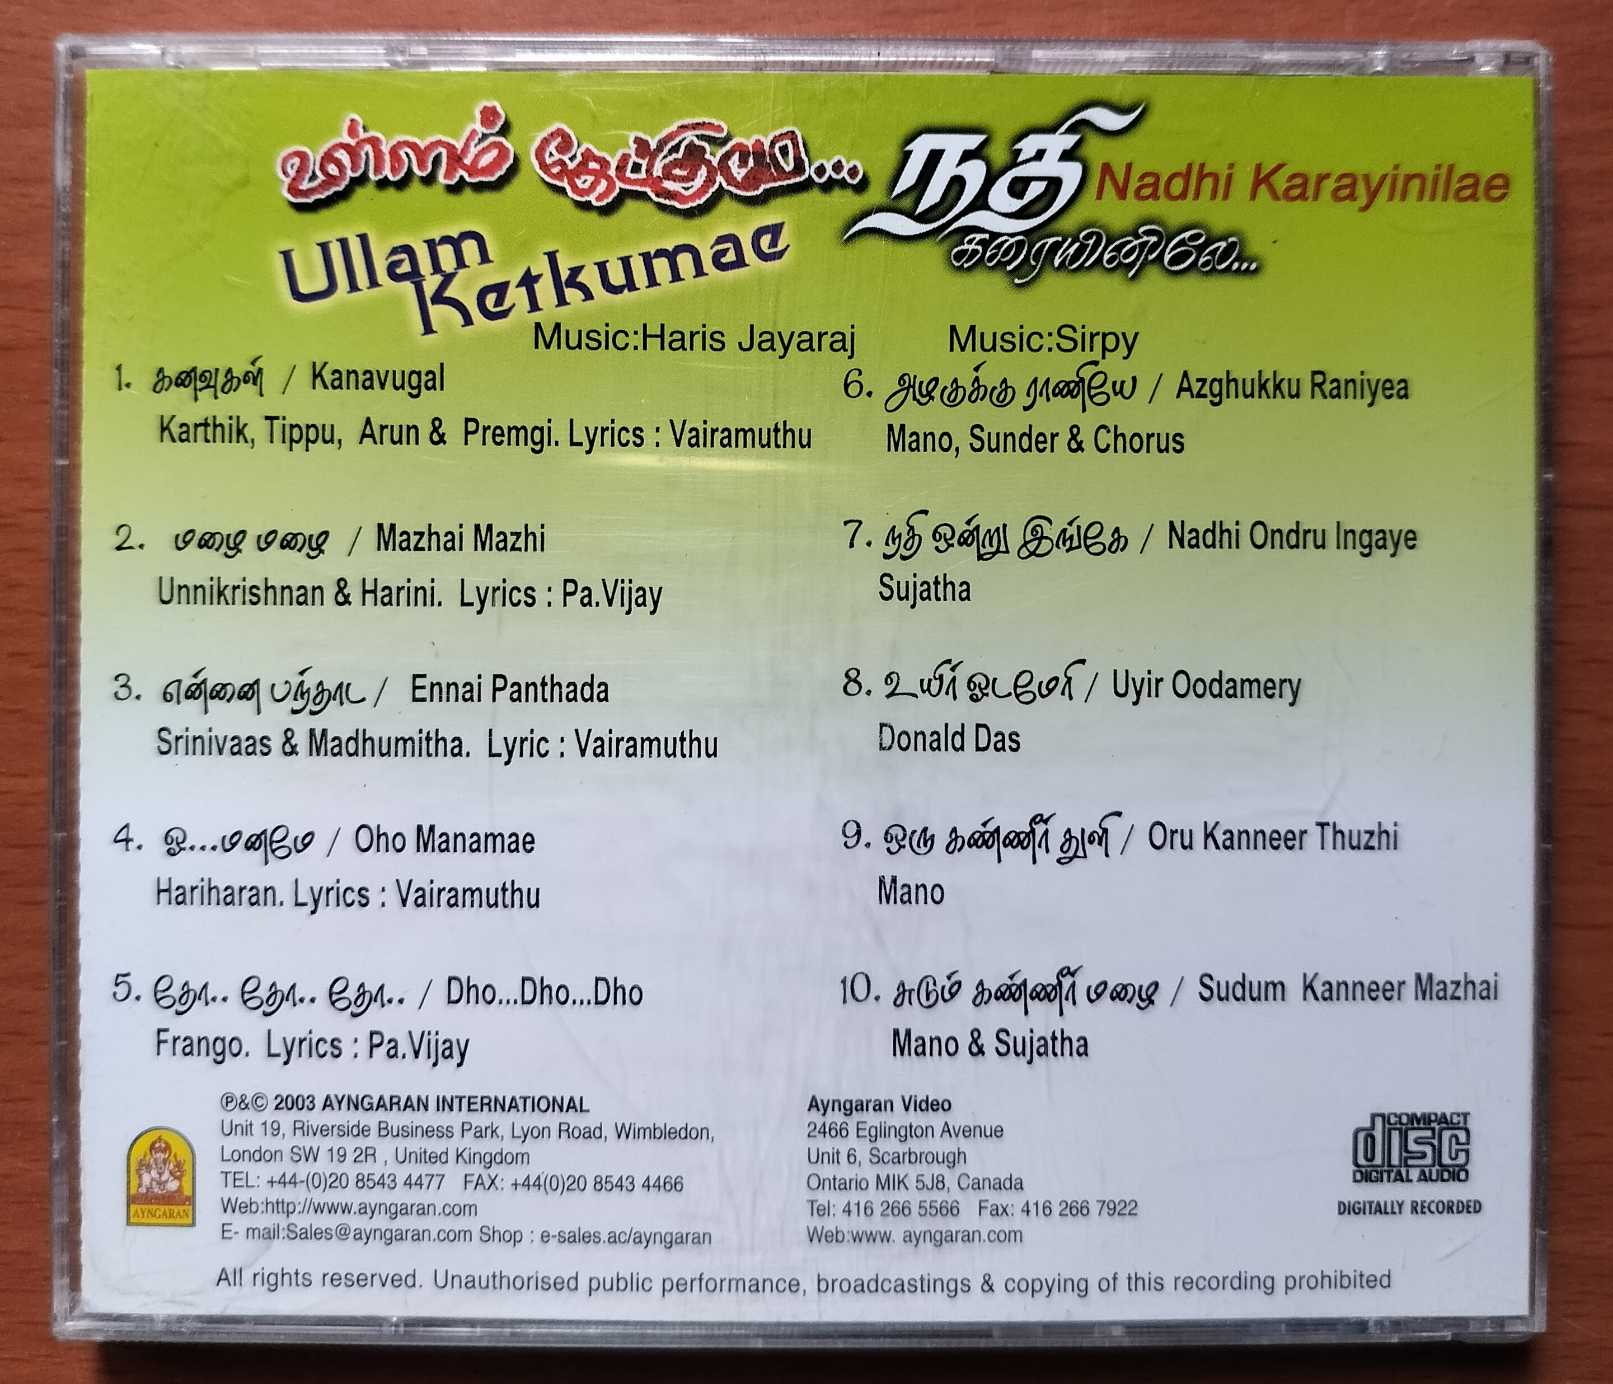 உள்ளம் கேட்குமே...
Ullam
Ketkumae
Music:Haris Jayaraj
1. கனவுகள் / Kanavugal
Karthik, Tippu, Arun & Premgi. Lyrics : Vairamuthu
2. மழை மழை / Mazhai Mazhi
Unnikrishnan & Harini. Lyrics : Pa.Vijay
3. என்னை பந்தாட / Ennai Panthada
Srinivaas & Madhumitha. Lyric : Vairamuthu
4. ஓ...மனமே / Oho Manamae
Hariharan. Lyrics : Vairamuthu
5. தோ.. தோ.. தோ.. / Dho...Dho...Dho
Frango. Lyrics : Pa.Vijay
நதி
கரையினிலே...
Nadhi Karayinilae
Music:Sirpy
6. அழகுக்கு ராணியே / Azghukku Raniyea
Mano, Sunder & Chorus
7. நதி ஒன்று இங்கே / Nadhi Ondru Ingaye
Sujatha
8. உயிர் ஓடமேரி / Uyir Oodamery
Donald Das
9. ஒரு கண்ணீர் துளி / Oru Kanneer Thuzhi
Mano
10. சுடும் கண்ணீர் மழை / Sudum Kanneer Mazhai
Mano & Sujatha
AYNGARAN
℗&© 2003 AYNGARAN INTERNATIONAL
Unit 19, Riverside Business Park, Lyon Road, Wimbledon,
London SW 19 2R , United Kingdom
TEL: +44-(0)20 8543 4477 FAX: +44(0)20 8543 4466
Web:http://www.ayngaran.com
E- mail:Sales@ayngaran.com Shop : e-sales.ac/ayngaran
Ayngaran Video
2466 Eglington Avenue
Unit 6, Scarbrough
Ontario MIK 5J8, Canada
Tel: 416 266 5566 Fax: 416 266 7922
Web:www. ayngaran.com
COMPACT
disc
DIGITAL AUDIO
DIGITALLY RECORDED
All rights reserved. Unauthorised public performance, broadcastings & copying of this recording prohibited